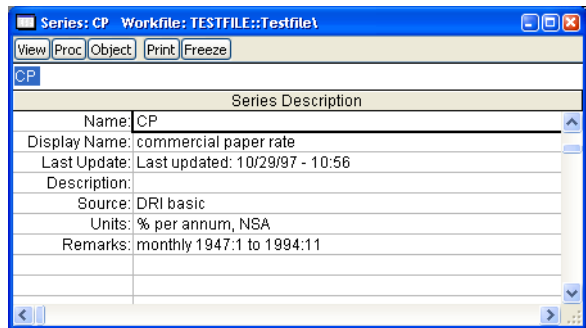 Series: CP Workfile: TESTFILE::Testfile\
View Proc Object Print Freeze
CP
Series Description
Name: CP
Display Name: commercial paper rate
Last Update: Last updated: 10/29/97 - 10:56
Description:
Source: DRI basic
Units: % per annum, NSA
Remarks: monthly 1947:1 to 1994:11